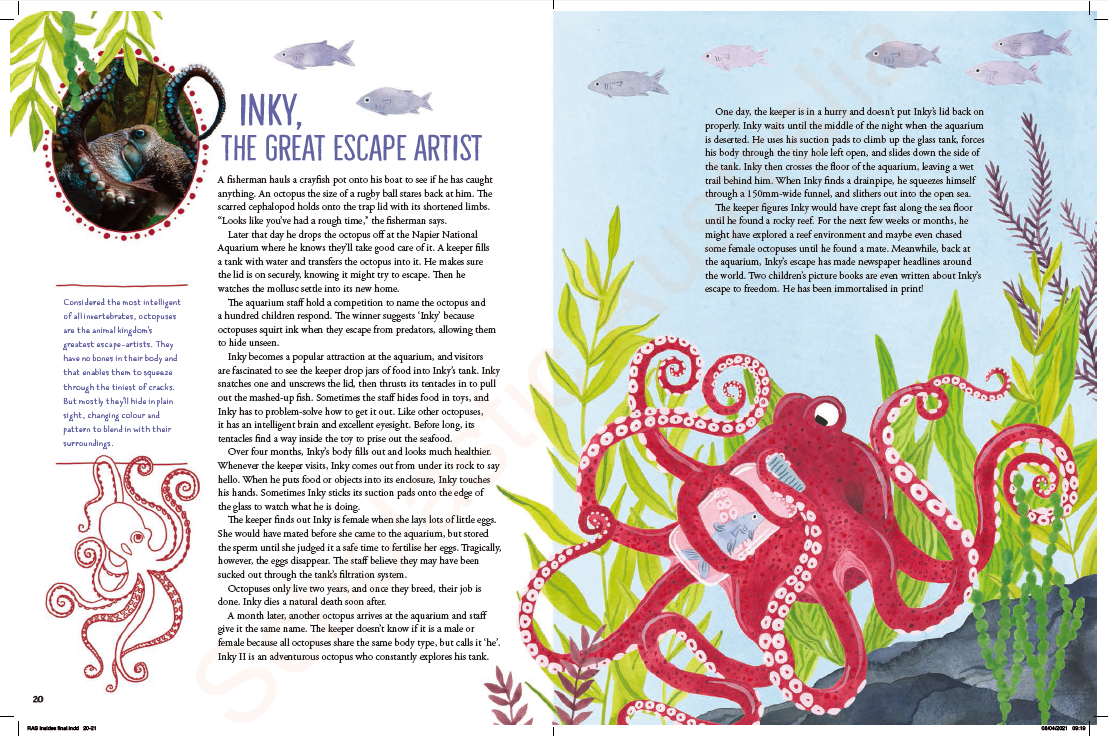 INKY,
THE GREAT ESCAPE ARTIST
A fisherman hauls a crayfish pot onto his boat to see if he has caught
anything. An octopus the size of a rugby ball stares back at him. The
scarred cephalopod holds onto the trap lid with its shortened limbs.
“Looks like you’ve had a rough time,” the fisherman says.
Later that day he drops the octopus off at the Napier National
Aquarium where he knows they’ll take good care of it. A keeper fills
a tank with water and transfers the octopus into it. He makes sure
the lid is on securely, knowing it might try to escape. Then he
watches the mollusc settle into its new home.
The aquarium staff hold a competition to name the octopus and
a hundred children respond. The winner suggests ‘Inky’ because
octopuses squirt ink when they escape from predators, allowing them
to hide unseen.
Inky becomes a popular attraction at the aquarium, and visitors
are fascinated to see the keeper drop jars of food into Inky’s tank. Inky
snatches one and unscrews the lid, then thrusts its tentacles in to pull
out the mashed-up fish. Sometimes the staff hides food in toys, and
Inky has to problem-solve how to get it out. Like other octopuses,
it has an intelligent brain and excellent eyesight. Before long, its
tentacles find a way inside the toy to prise out the seafood.
Over four months, Inky’s body fills out and looks much healthier.
Whenever the keeper visits, Inky comes out from under its rock to say
hello. When he puts food or objects into its enclosure, Inky touches
his hands. Sometimes Inky sticks its suction pads onto the edge of
the glass to watch what he is doing.
The keeper finds out Inky is female when she lays lots of little eggs.
She would have mated before she came to the aquarium, but stored
the sperm until she judged it a safe time to fertilise her eggs. Tragically,
however, the eggs disappear. The staff believe they may have been
sucked out through the tank’s filtration system.
Octopuses only live two years, and once they breed, their job is
done. Inky dies a natural death soon after.
A month later, another octopus arrives at the aquarium and staff
give it the same name. The keeper doesn’t know if it is a male or
female because all octopuses share the same body type, but calls it ‘he’.
Inky II is an adventurous octopus who constantly explores his tank.
Considered the most intelligent
of all invertebrates, octopuses
are the animal kingdom’s
greatest escape-artists. They
have no bones in their body and
that enables them to squeeze
through the tiniest of cracks.
But mostly they’ll hide in plain
sight, changing colour and
pattern to blend in with their
surroundings.
One day, the keeper is in a hurry and doesn’t put Inky’s lid back on
properly. Inky waits until the middle of the night when the aquarium
is deserted. He uses his suction pads to climb up the glass tank, forces
his body through the tiny hole left open, and slides down the side of
the tank. Inky then crosses the floor of the aquarium, leaving a wet
trail behind him. When Inky finds a drainpipe, he squeezes himself
through a 150mm-wide funnel, and slithers out into the open sea.
The keeper figures Inky would have crept fast along the sea floor
until he found a rocky reef. For the next few weeks or months, he
might have explored a reef environment and maybe even chased
some female octopuses until he found a mate. Meanwhile, back at
the aquarium, Inky’s escape has made newspaper headlines around
the world. Two children’s picture books are even written about Inky’s
escape to freedom. He has been immortalised in print!
20
RAS insides final.indd   20-21
08/04/2021   09:19